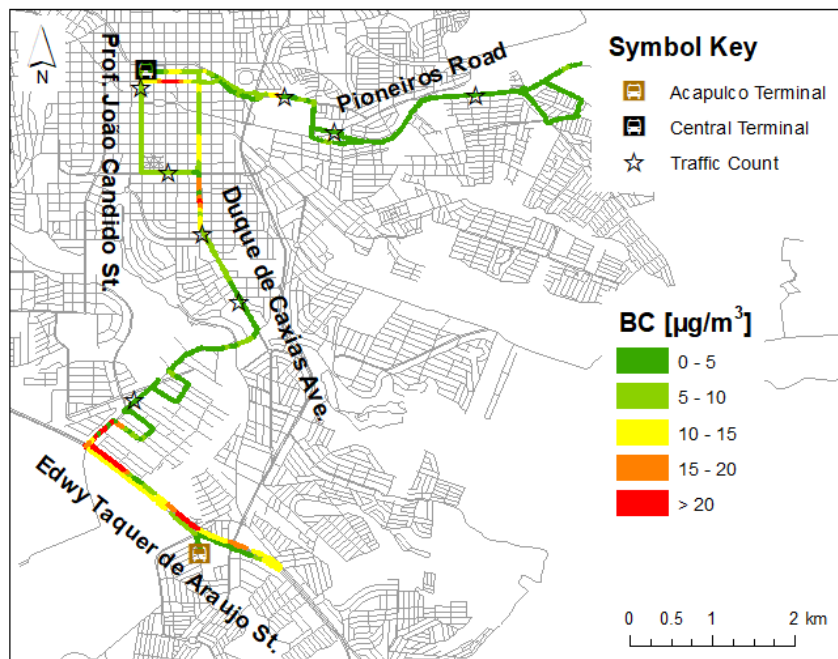 N
Prof. João Candido St.
Pioneiros Road
Duque de Caxias Ave.
Edwy Taquer de Araujo St.
Symbol Key
Acapulco Terminal
Central Terminal
Traffic Count
BC [µg/m³]
0 - 5
5 - 10
10 - 15
15 - 20
> 20
0 0.5 1 2 km